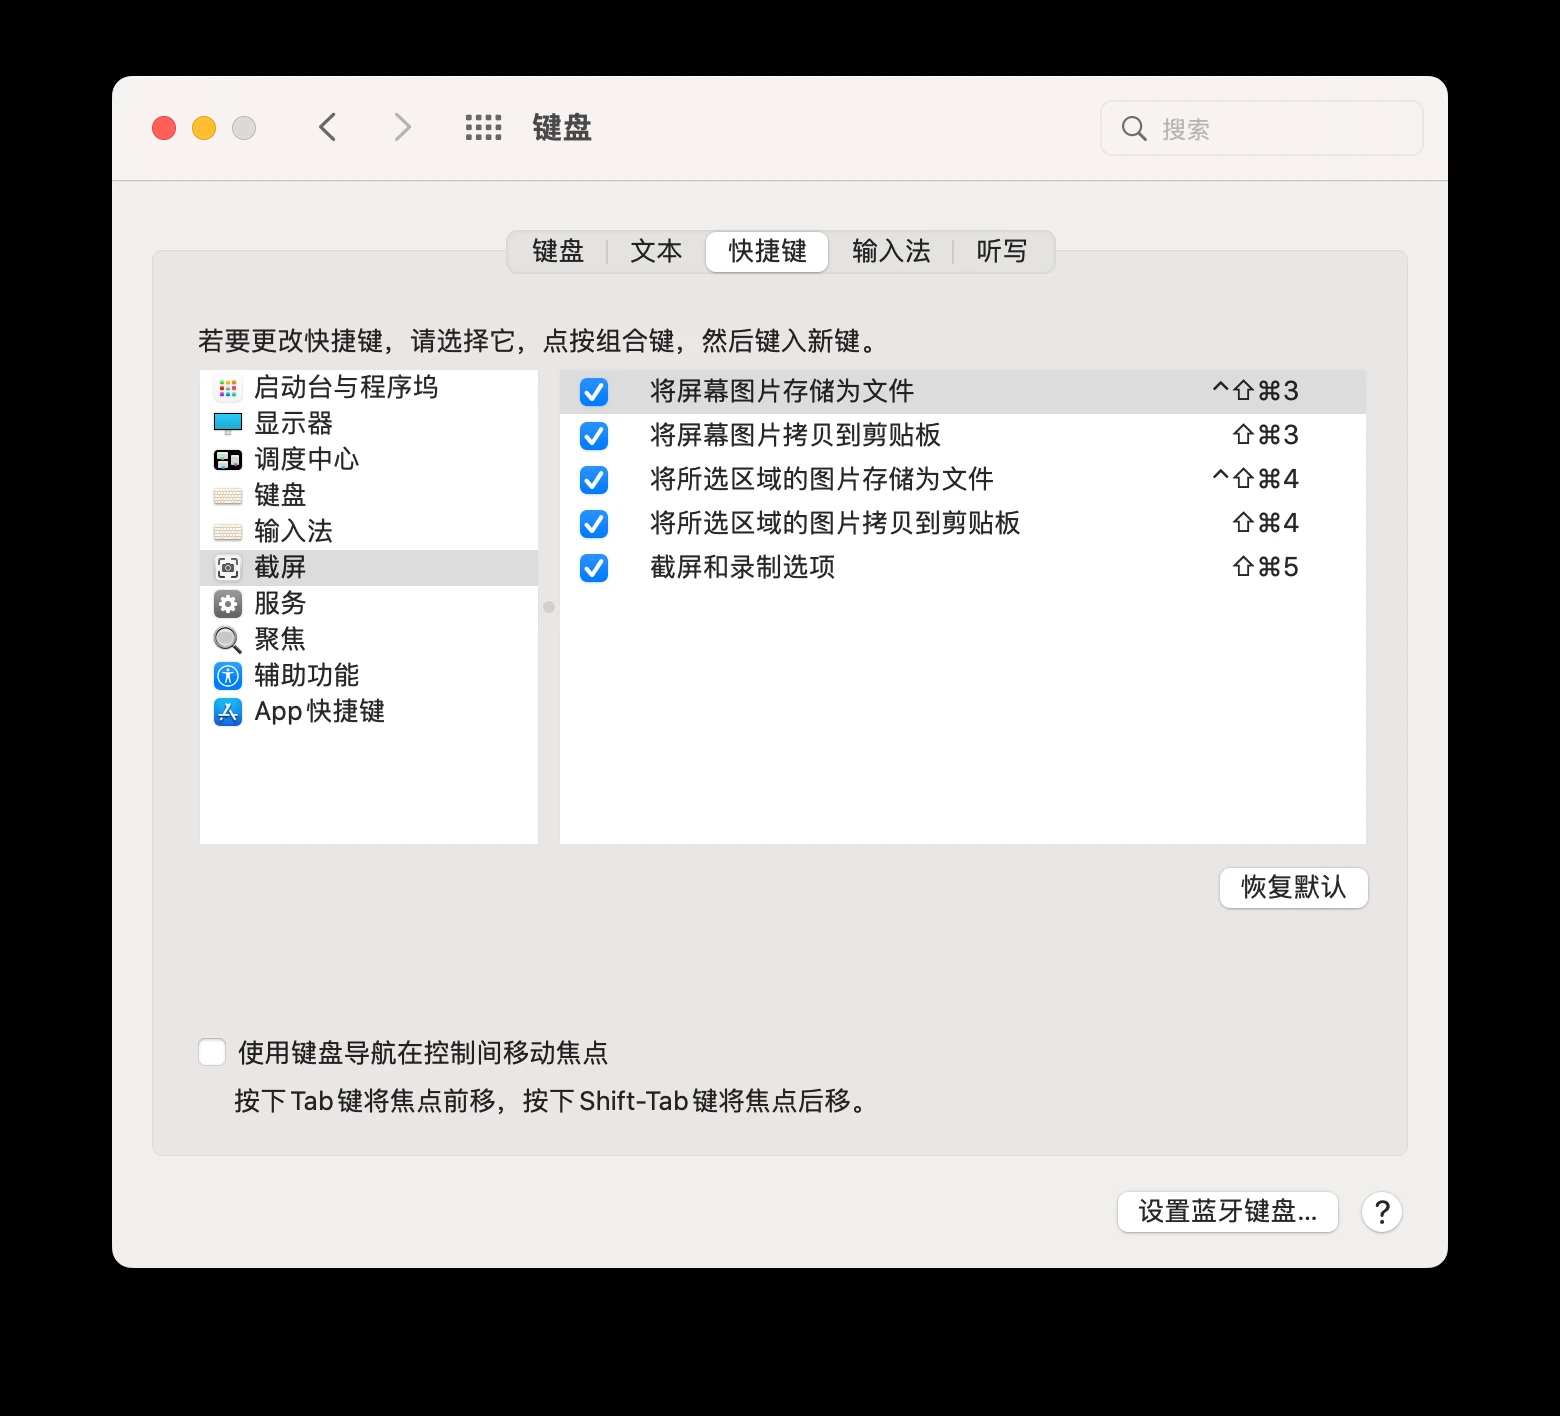 键盘
搜索
键盘
文本
快捷键
输入法
听写
若要更改快捷键，请选择它，点按组合键，然后键入新键。
启动台与程序坞
显示器
调度中心
键盘
输入法
截屏
服务
聚焦
辅助功能
App 快捷键
将屏幕图片存储为文件 ^⇧⌘3
将屏幕图片拷贝到剪贴板 ⇧⌘3
将所选区域的图片存储为文件 ^⇧⌘4
将所选区域的图片拷贝到剪贴板 ⇧⌘4
截屏和录制选项 ⇧⌘5
恢复默认
使用键盘导航在控制间移动焦点
按下 Tab 键将焦点前移，按下 Shift-Tab 键将焦点后移。
设置蓝牙键盘...
?